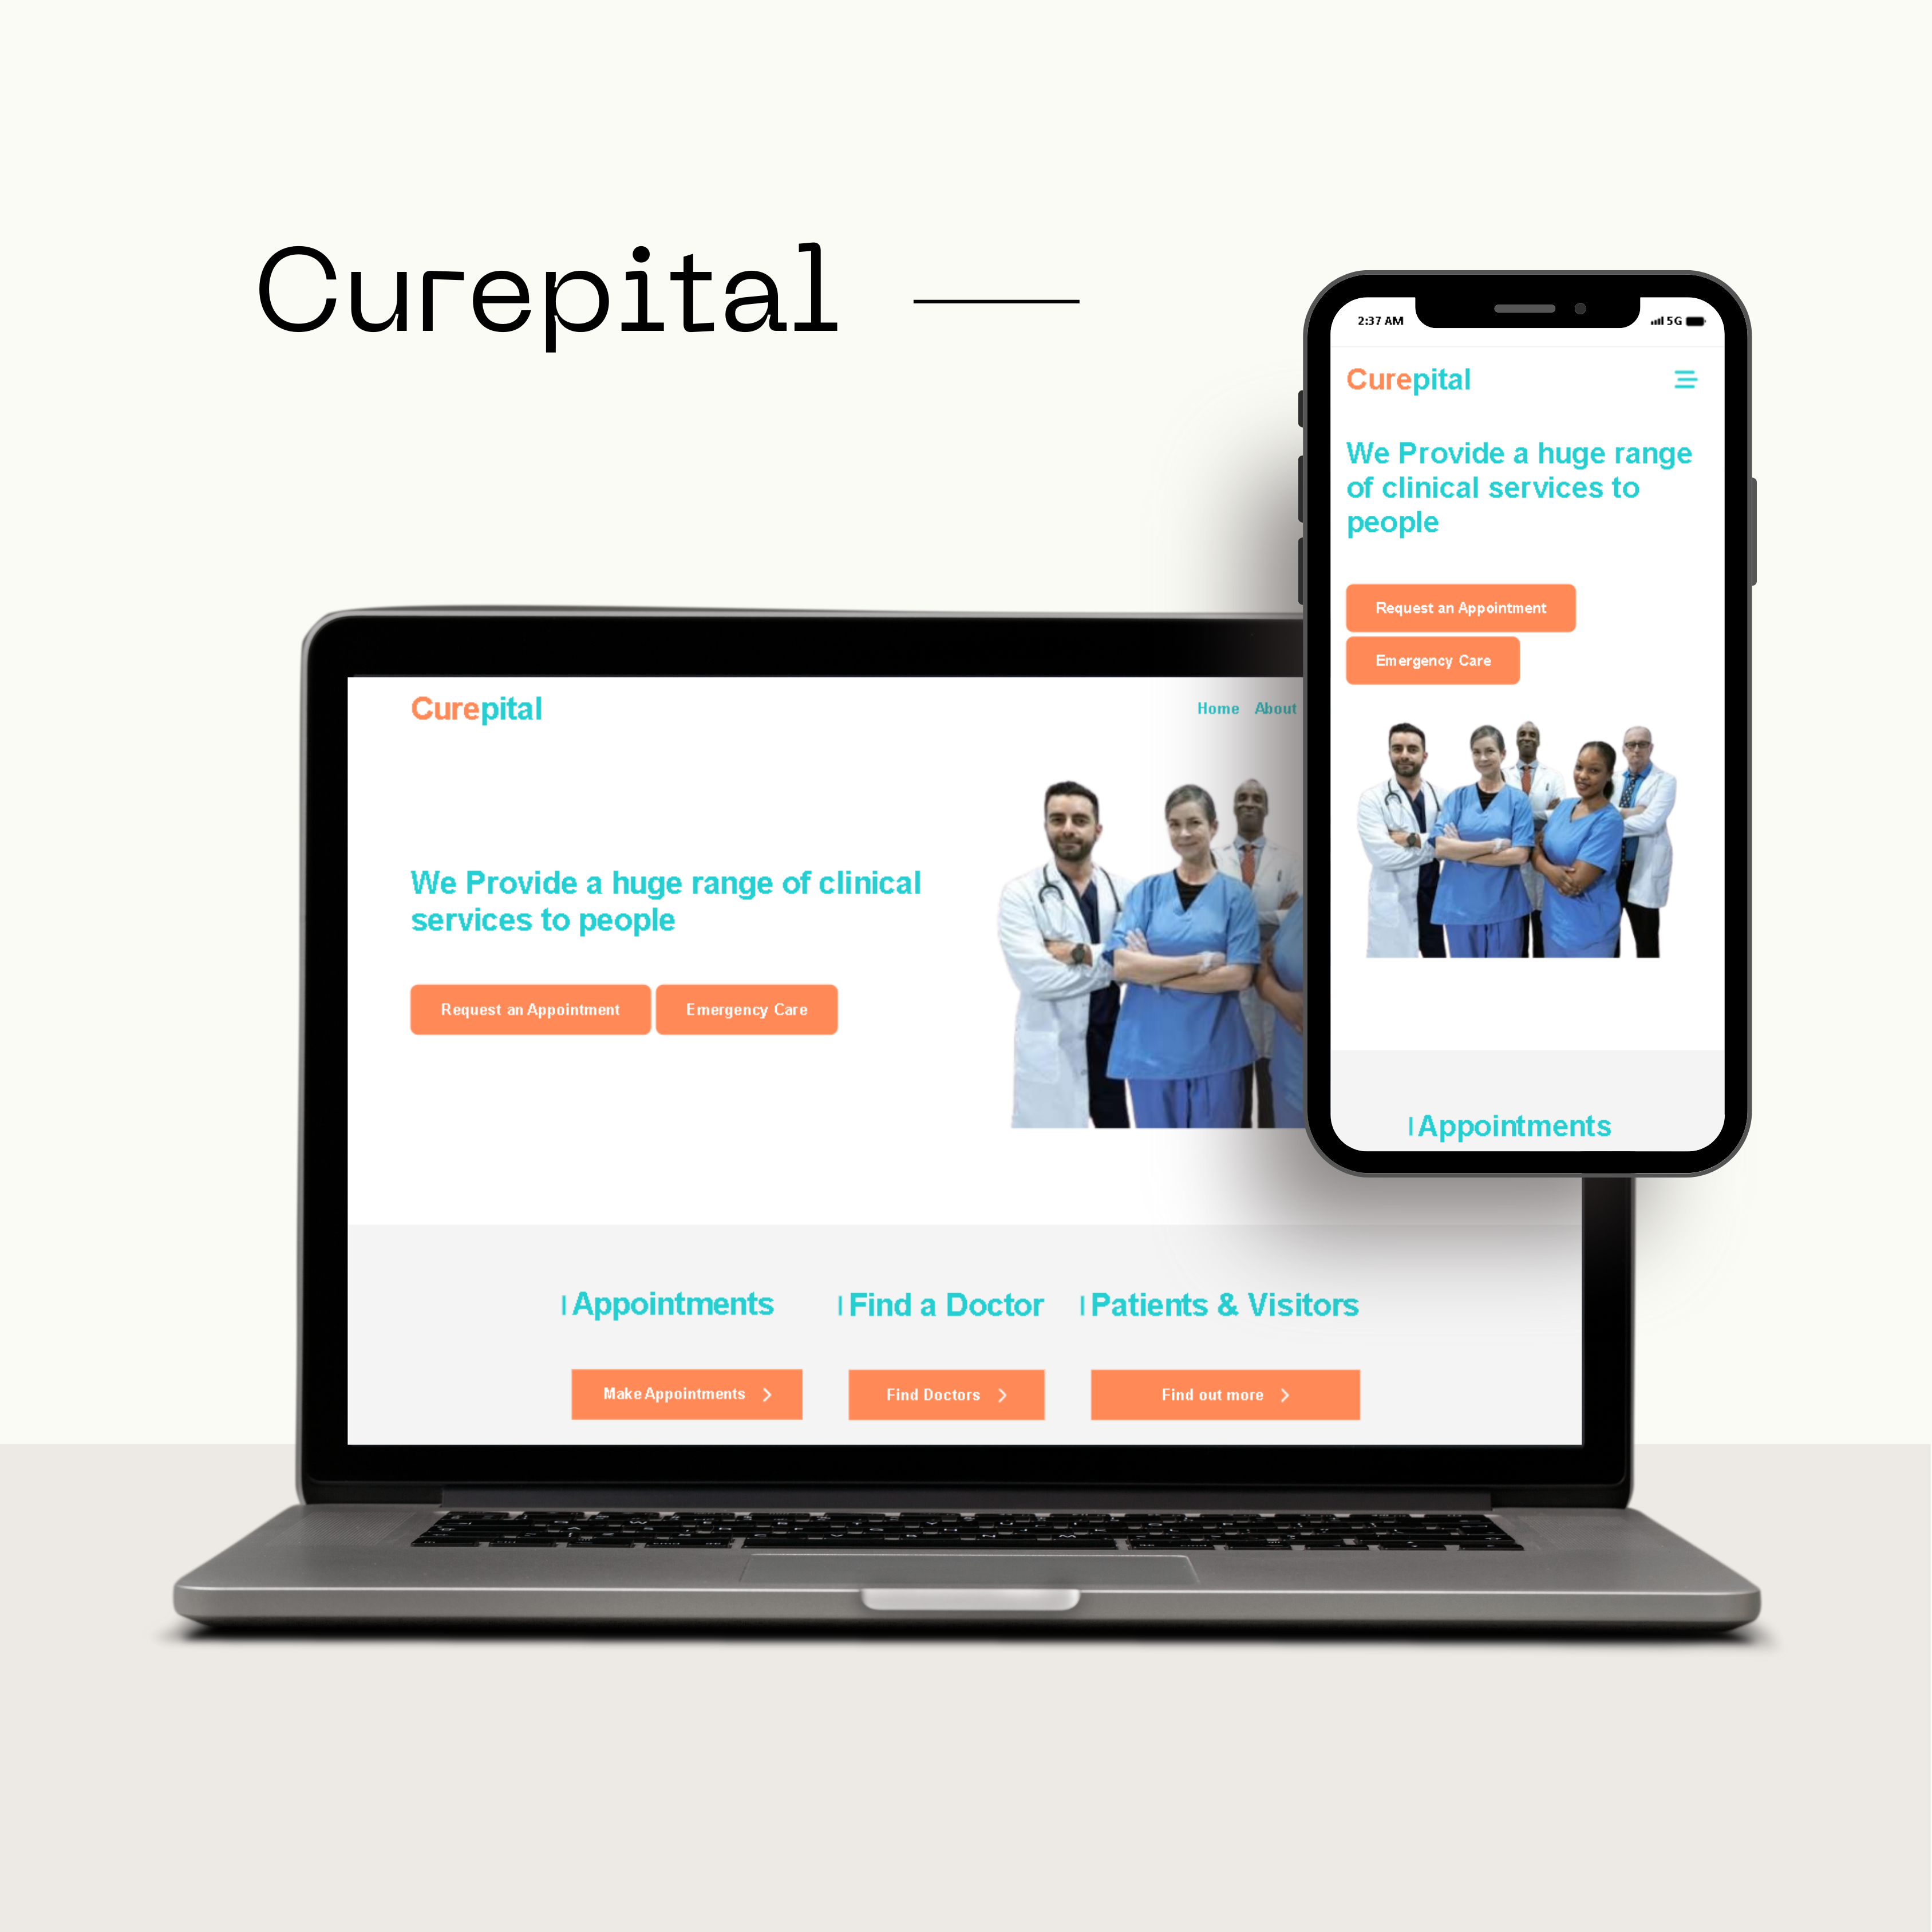 Curepital
2:37 AM
5G
Curepital
We Provide a huge range
of clinical services to
people
Request an Appointment
Emergency Care
Appointments
Curepital
Home About
We Provide a huge range of clinical
services to people
Request an Appointment Emergency Care
Appointments Find a Doctor Patients & Visitors
Make Appointments Find Doctors Find out more